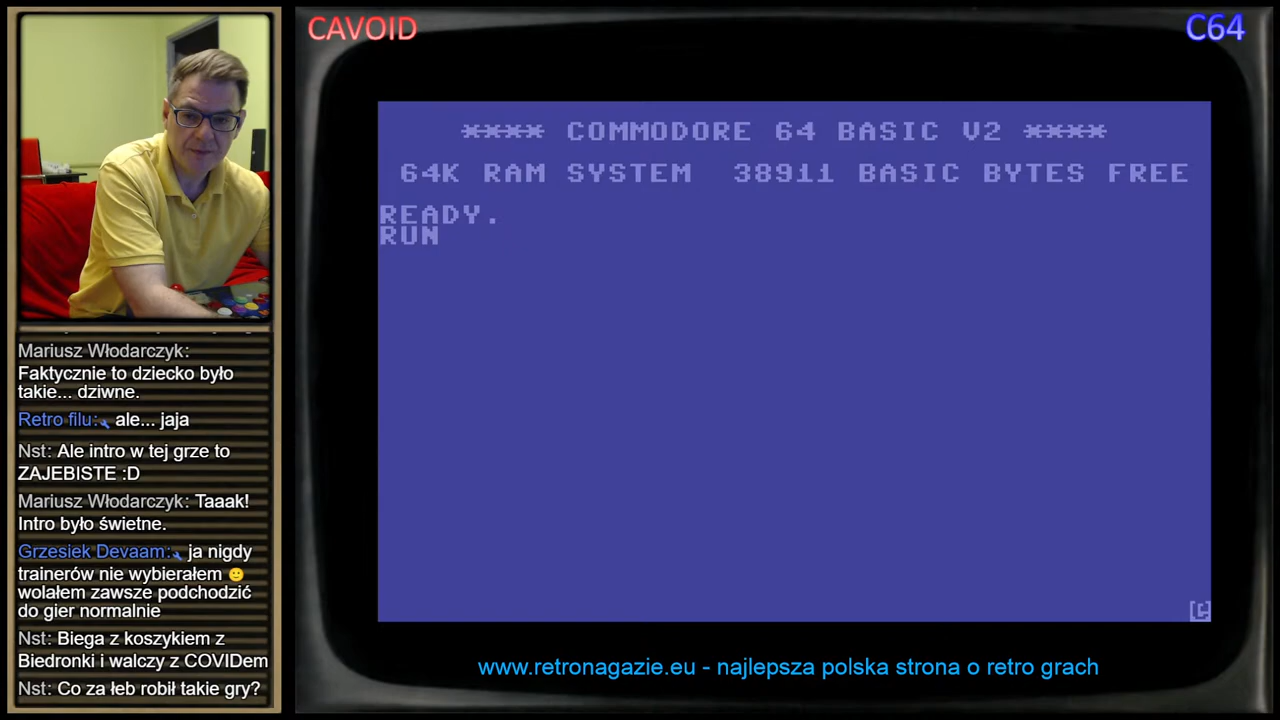 CAVOID
C64
**** COMMODORE 64 BASIC V2 ****
64K RAM SYSTEM 38911 BASIC BYTES FREE
READY.
RUN
[C]
Mariusz Włodarczyk:
Faktycznie to dziecko było
takie... dziwne.
Retro filu: ale... jaja
Nst: Ale intro w tej grze to
ZAJEBISTE :D
Mariusz Włodarczyk: Taaak!
Intro było świetne.
Grzesiek Devaam: ja nigdy
trainerów nie wybierałem 🙂
wolałem zawsze podchodzić
do gier normalnie
Nst: Biega z koszykiem z
Biedronki i walczy z COVIDem
Nst: Co za łeb robił takie gry?
www.retronagazie.eu - najlepsza polska strona o retro grach